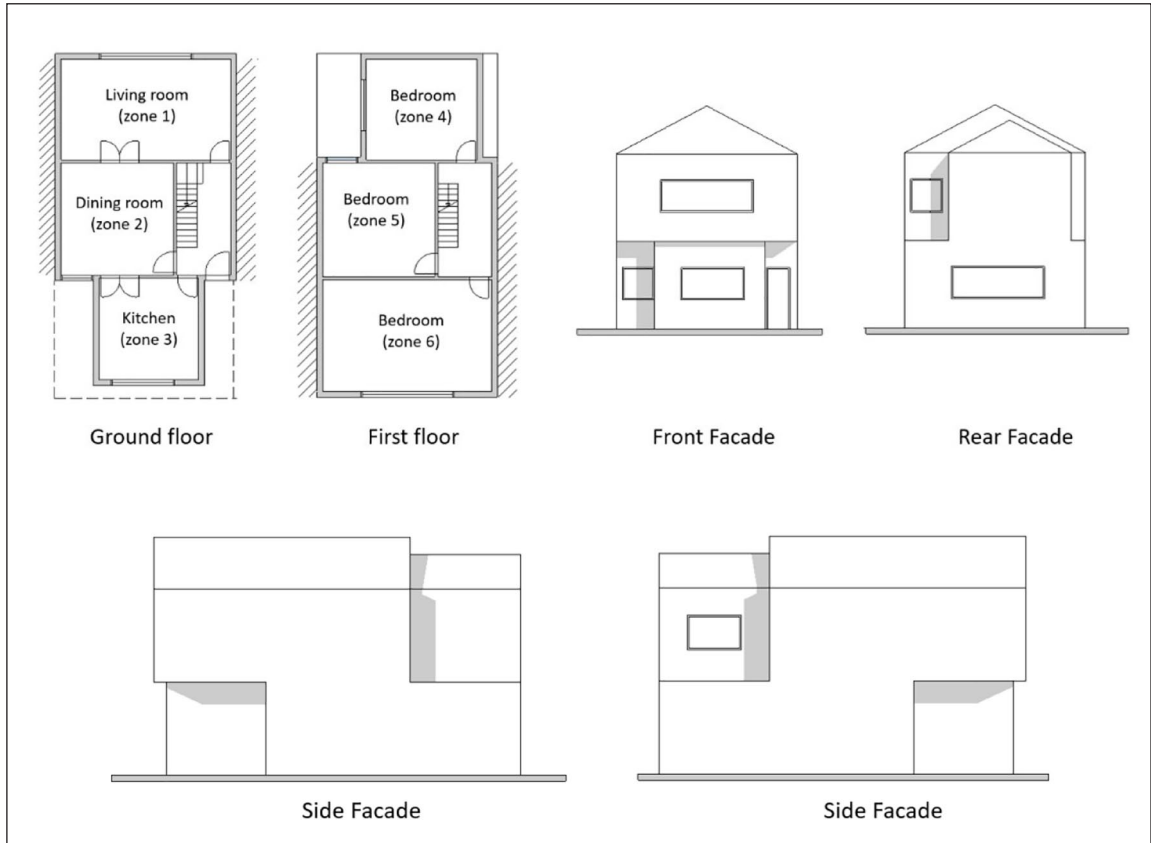 Living room
(zone 1)
Dining room
(zone 2)
Kitchen
(zone 3)
Ground floor
Bedroom
(zone 4)
Bedroom
(zone 5)
Bedroom
(zone 6)
First floor
Front Facade
Rear Facade
Side Facade
Side Facade